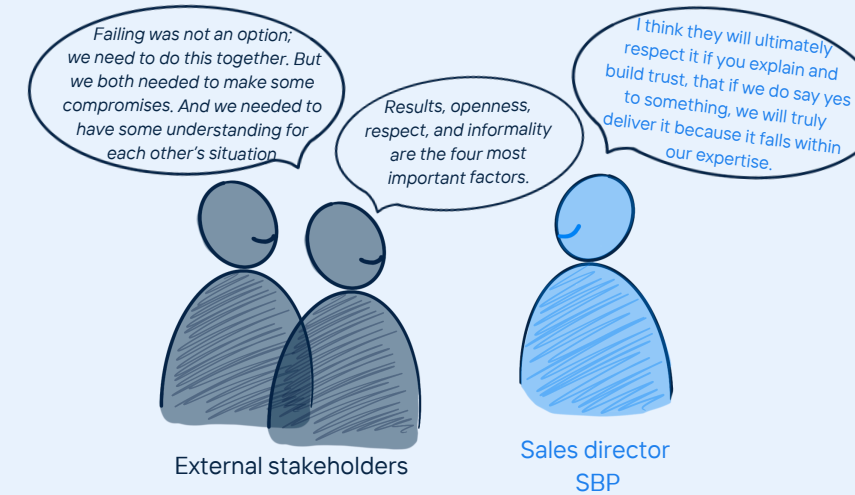 Failing was not an option;
we need to do this together. But
we both needed to make some
compromises. And we needed to
have some understanding for
each other's situation
Results, openness,
respect, and informality
are the four most
important factors.
I think they will ultimately
respect it if you explain and
build trust, that if we do say yes
to something, we will truly
deliver it because it falls within
our expertise.
External stakeholders
Sales director
SBP